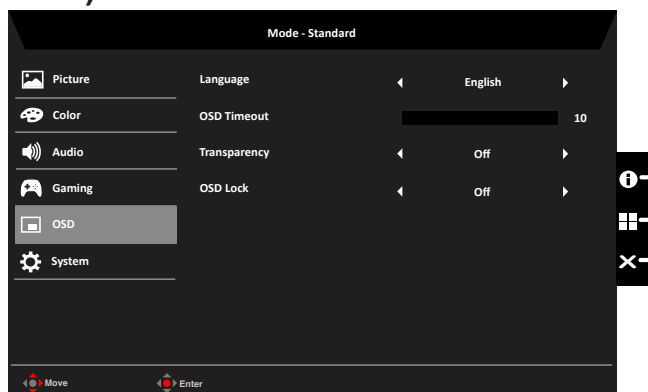 Mode - Standard
Picture
Language English
Color
OSD Timeout 10
Audio
Transparency Off
Gaming
OSD Lock Off
OSD
System
Move Enter